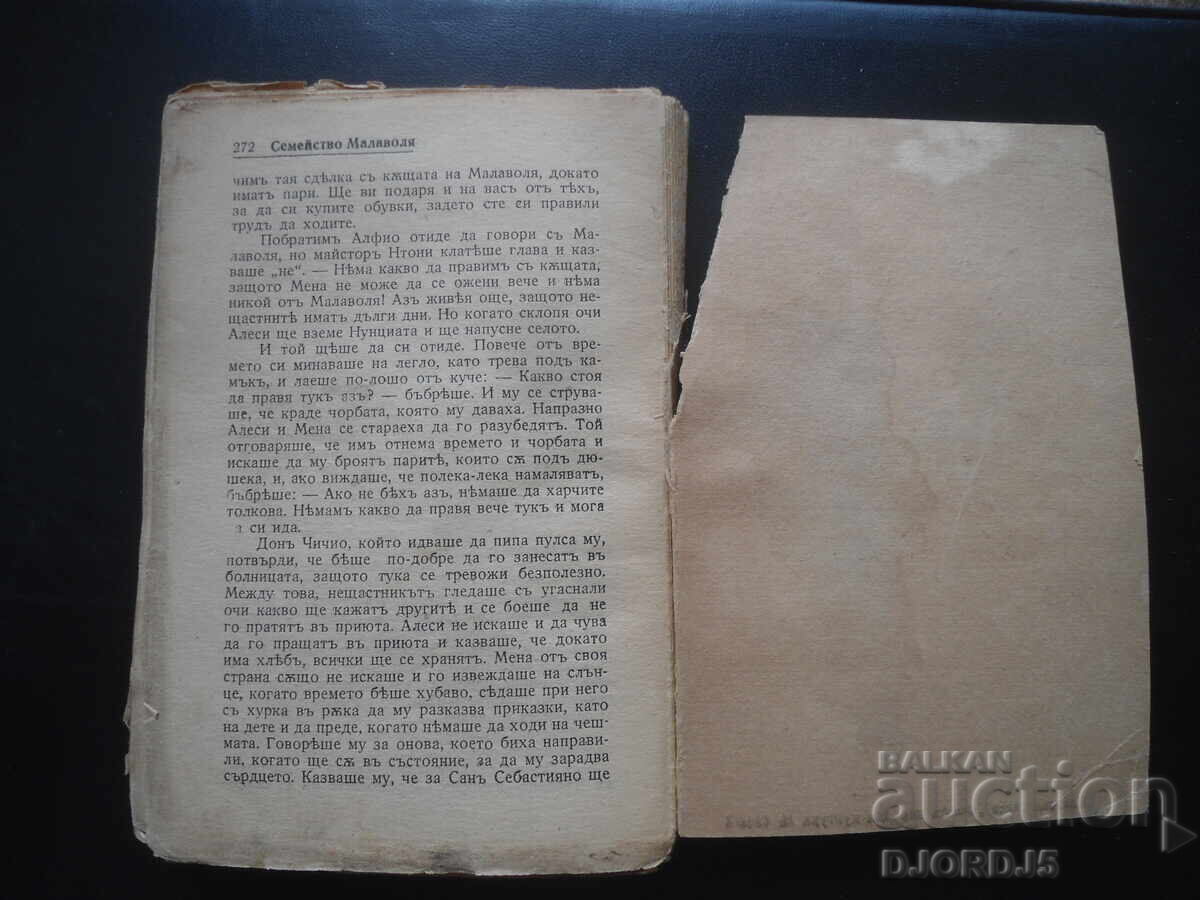 272 Семейство Малаволя
чимъ тая сдѣлка съ кѫщата на Малаволя, докато
иматъ пари. Ще ви подаря и на васъ отъ тѣхъ,
за да си купите обувки, задето сте си правили
трудъ да ходите.
Побратимъ Алфио отиде да говори съ Ма-
лаволя, но майсторъ Нтони клатѣше глава и каз-
ваше „не“. — Нѣма какво да правимъ съ кѫщата,
защото Мена не може да се ожени вече и нѣма
никой отъ Малаволя! Азъ живѣя още, защото не-
щастнитѣ иматъ дълги дни. Но когато склопя очи
Алеси ще вземе Нунциата и ще напусне селото.
И той щѣше да си отиде. Повече отъ вре-
мето си минаваше на легло, като трева подъ ка-
мъкъ, и лаеше по-лошо отъ куче: — Какво стоя
да правя тукъ азъ? — бъбрѣше. И му се струва-
ше, че краде чорбата, която му даваха. Напразно
Алеси и Мена се стараеха да го разубедятъ. Той
отговаряше, че имъ отнема времето и чорбата и
искаше да му броятъ паритѣ, които сѫ подъ дю-
шека, и, ако виждаше, че полека-лека намаляватъ,
бъбрѣше: — Ако не бѣхъ азъ, нѣмаше да харчите
толкова. Нѣмамъ какво да правя вече тукъ и мога
а си ида.
Донъ Чичио, който идваше да пипа пулса му,
потвърди, че бѣше по-добре да го занесатъ въ
болницата, защото тука се тревожи безполезно.
Между това, нещастникътъ гледаше съ угаснали
очи какво ще кажатъ другитѣ и се боеше да не
го пратятъ въ приюта. Алеси не искаше и да чува
да го пращатъ въ приюта и казваше, че докато
има хлѣбъ, всички ще се хранятъ. Мена отъ своя
страна сѫщо не искаше и го извеждаше на слън-
це, когато времето бѣше хубаво, сѣдаше при него
съ хурка въ рѫка да му разказва приказки, като
на дете и да преде, когато нѣмаше да ходи на чеш-
мата. Говорѣше му за онова, което биха направи-
ли, когато ще сѫ въ състояние, за да му зарадва
сърдцето. Казваше му, че за Санъ Себастияно ще
BALKAN
auction
DJORDJ5